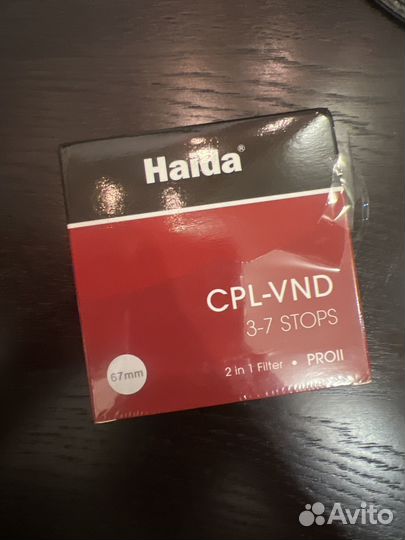 Haida®
CPL-VND
3-7 STOPS
2 in 1 Filter • PROII
67mm
Avito